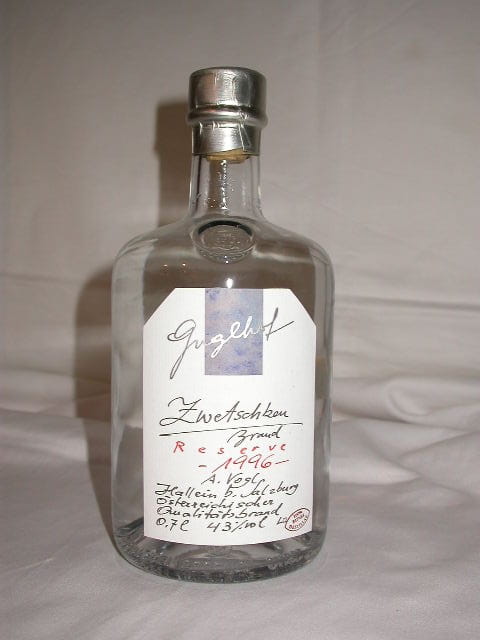 Guglhof
Zwetschken
Brand
Reserve
-1996-
A. Vogl
Hallein b. Salzburg
Österreichischer
Qualitätsbrand
0.7l 43%vol